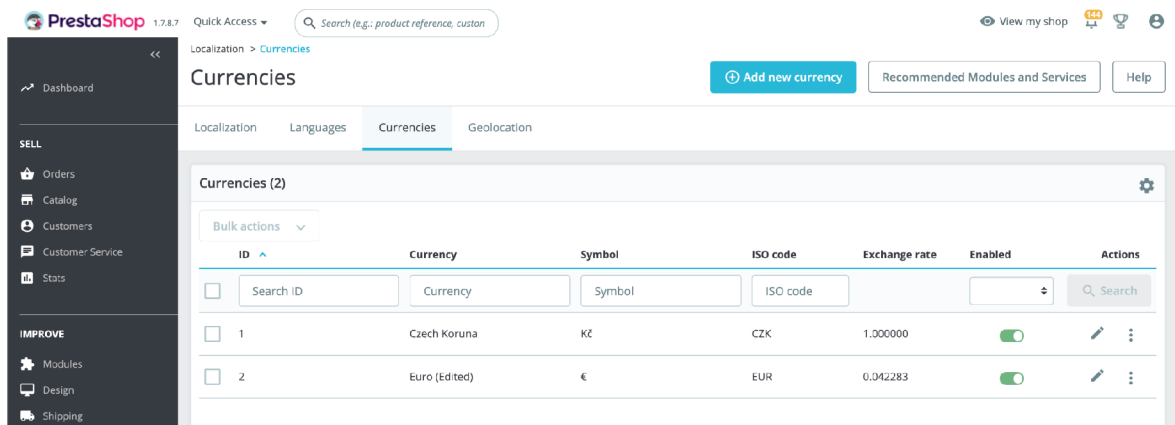 PrestaShop 1.7.8.7 Quick Access Search (e.g.: product reference, custon 144 View my shop
Localization > Currencies
Currencies
Add new currency Recommended Modules and Services Help
Localization Languages Currencies Geolocation
Dashboard
SELL
Orders
Catalog
Customers
Customer Service
Stats
IMPROVE
Modules
Design
Shipping
Currencies (2)
Bulk actions
ID Currency Symbol ISO code Exchange rate Enabled Actions
Search ID Currency Symbol ISO code Search
1 Czech Koruna Kč CZK 1.000000
2 Euro (Edited) € EUR 0.042283